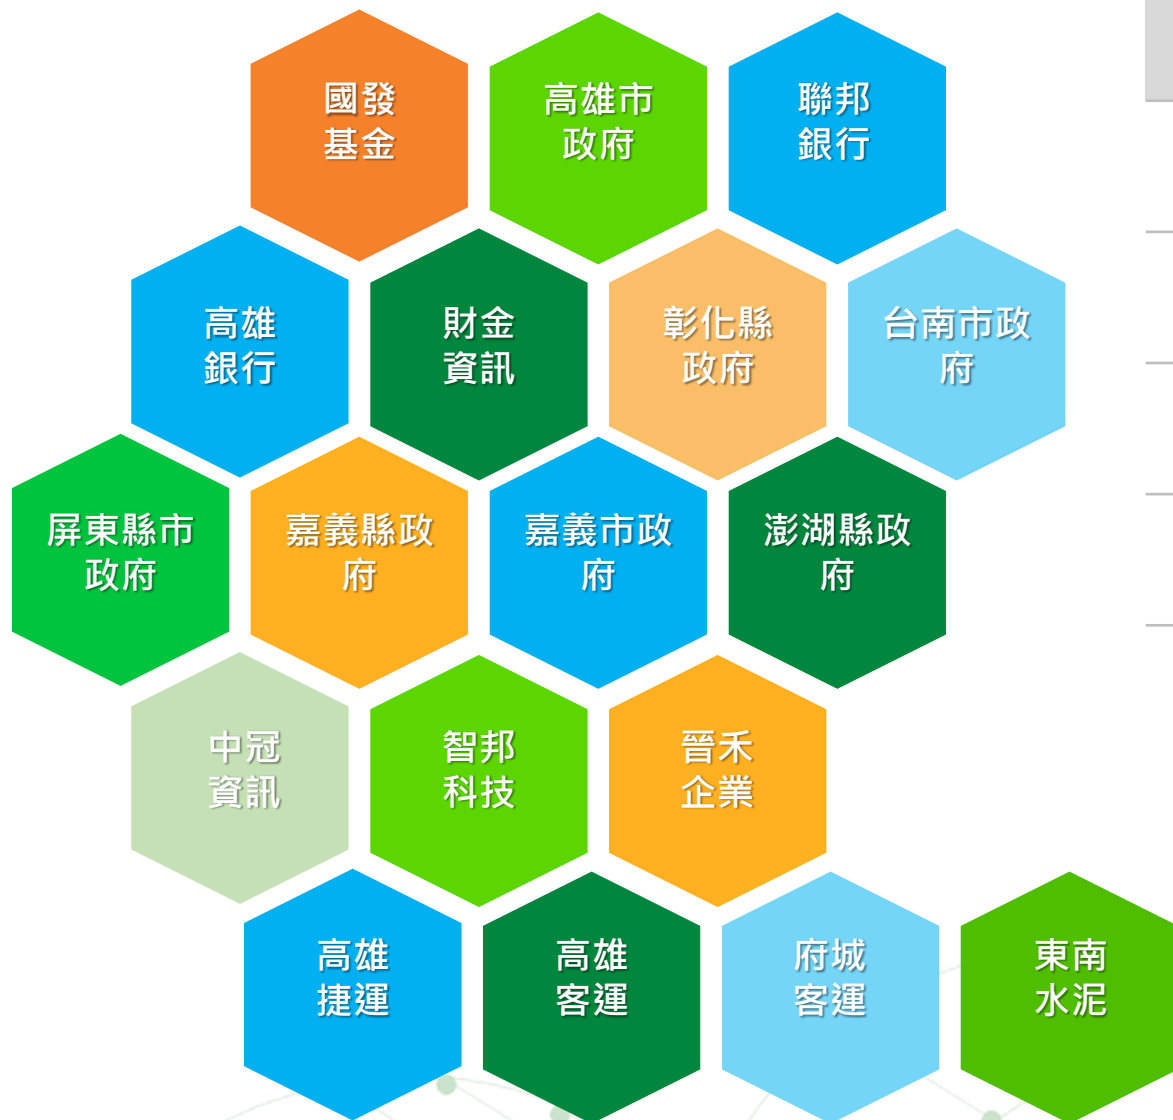 國發
基金
高雄市
政府
聯邦
銀行
高雄
銀行
財金
資訊
彰化縣
政府
台南市政
府
屏東縣市
政府
嘉義縣政
府
嘉義市政
府
澎湖縣政
府
中冠
資訊
智邦
科技
晉禾
企業
高雄
捷運
高雄
客運
府城
客運
東南
水泥